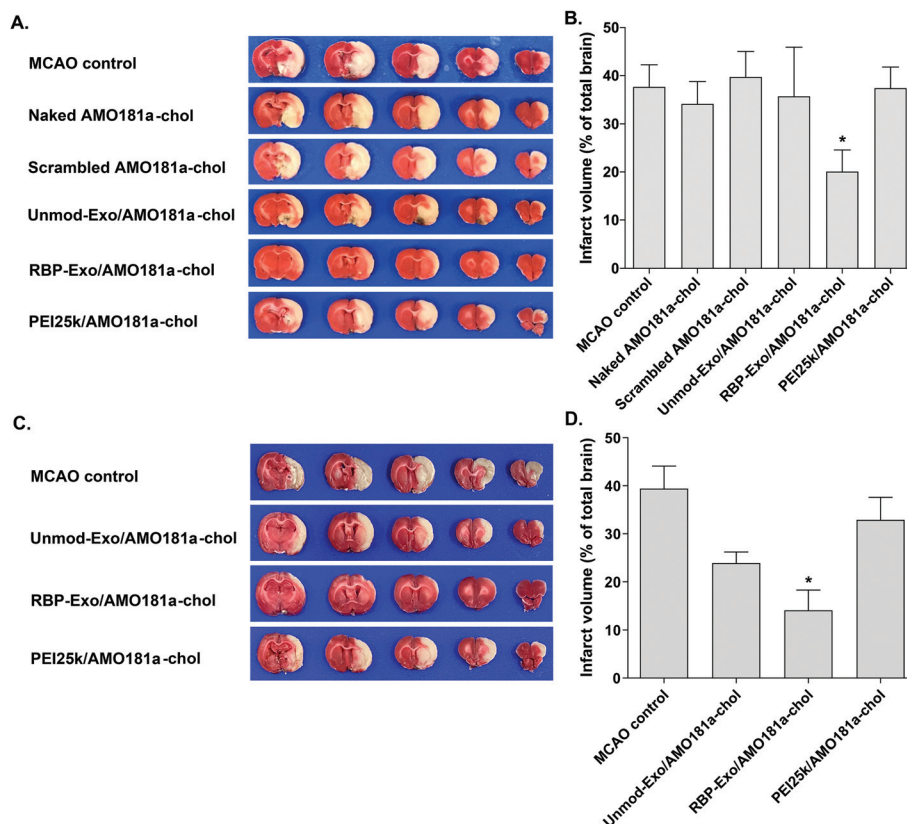 A.
MCAO control
Naked AMO181a-chol
Scrambled AMO181a-chol
Unmod-Exo/AMO181a-chol
RBP-Exo/AMO181a-chol
PEI25k/AMO181a-chol
B.
Infarct volume (% of total brain)
50
40
30
20
10
0
*
MCAO control
Naked AMO181a-chol
Scrambled AMO181a-chol
Unmod-Exo/AMO181a-chol
RBP-Exo/AMO181a-chol
PEI25k/AMO181a-chol
C.
MCAO control
Unmod-Exo/AMO181a-chol
RBP-Exo/AMO181a-chol
PEI25k/AMO181a-chol
D.
Infarct volume (% of total brain)
50
40
30
20
10
0
*
MCAO control
Unmod-Exo/AMO181a-chol
RBP-Exo/AMO181a-chol
PEI25k/AMO181a-chol